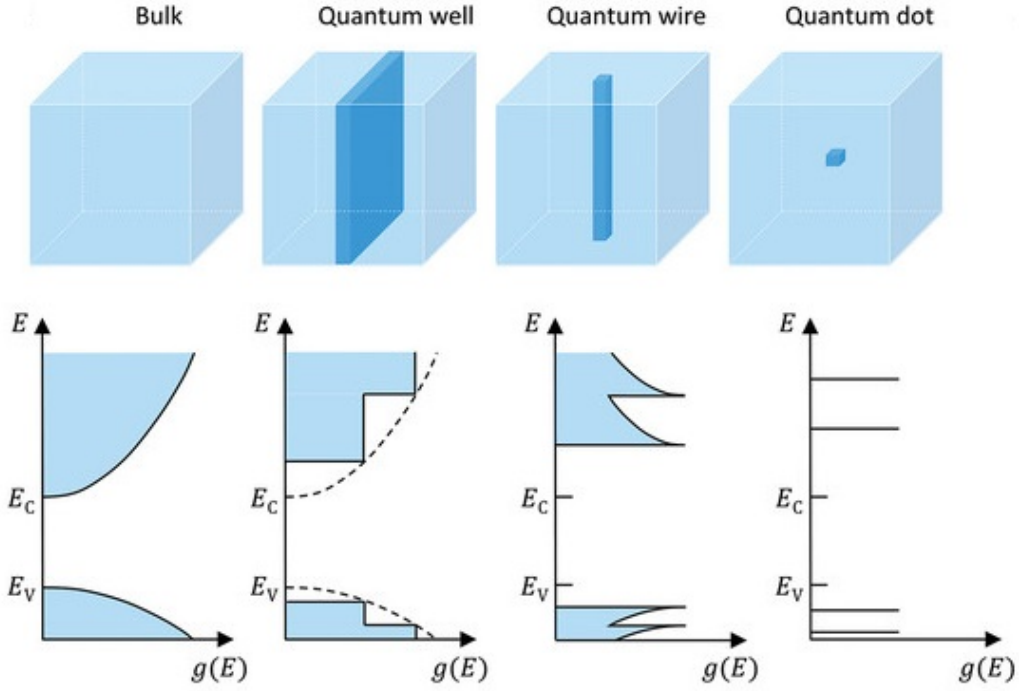 Bulk
Quantum well
Quantum wire
Quantum dot
E
E
E
E
E_C
E_C
E_C
E_C
E_V
E_V
E_V
E_V
g(E)
g(E)
g(E)
g(E)